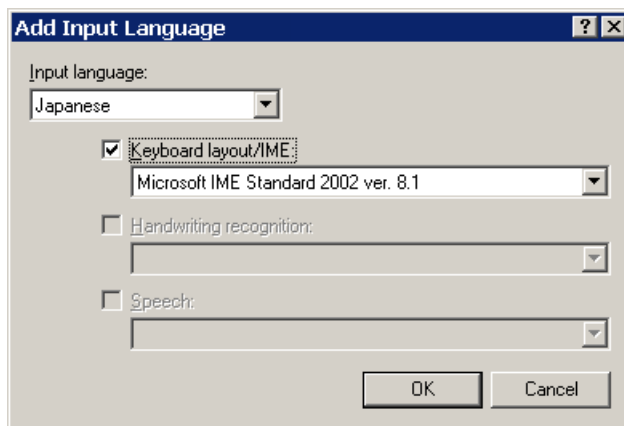 Add Input Language
Input language:
Japanese
Keyboard layout/IME:
Microsoft IME Standard 2002 ver. 8.1
Handwriting recognition:
Speech:
OK
Cancel